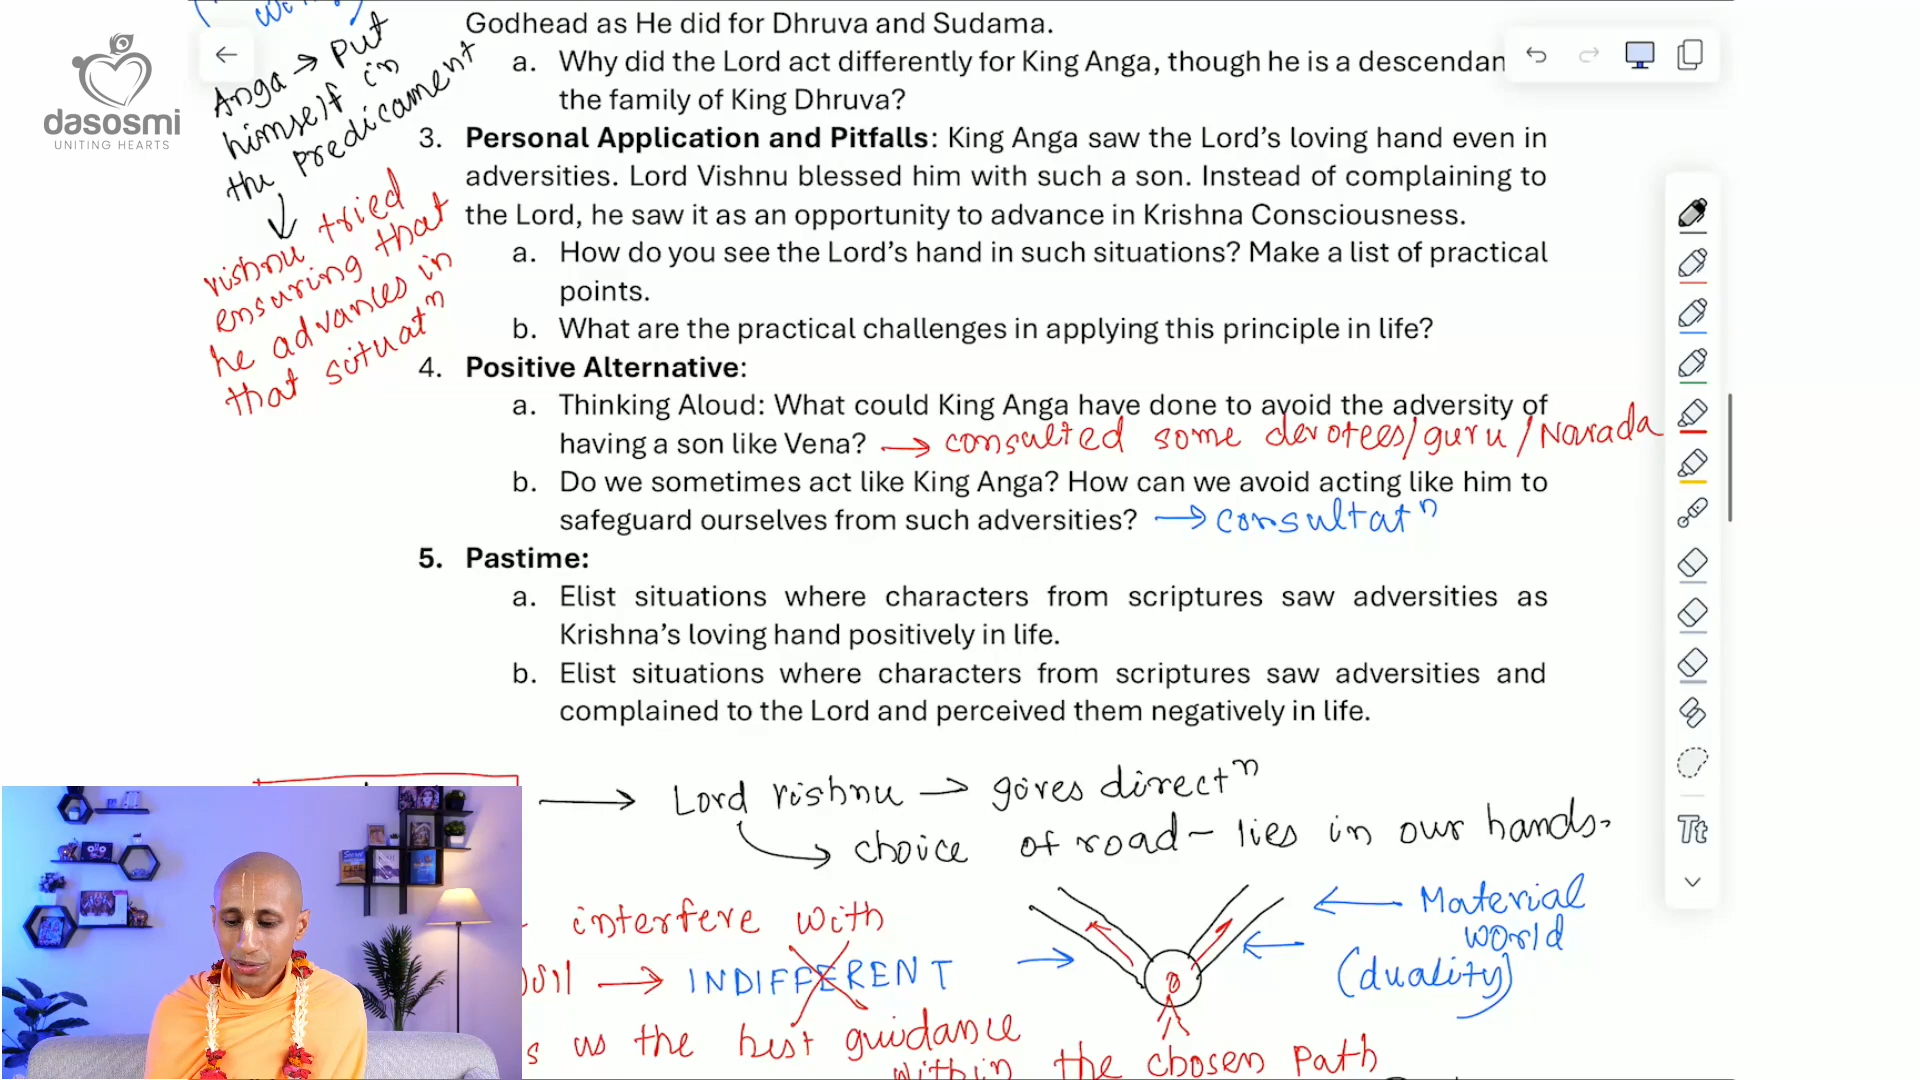 Anga → Put
himself in
the predicament
vishnu tried
ensuring that
he advances in
that situatⁿ
dasosmi
UNITING HEARTS
Godhead as He did for Dhruva and Sudama.
a. Why did the Lord act differently for King Anga, though he is a descendan
the family of King Dhruva?
3. Personal Application and Pitfalls: King Anga saw the Lord’s loving hand even in
adversities. Lord Vishnu blessed him with such a son. Instead of complaining to
the Lord, he saw it as an opportunity to advance in Krishna Consciousness.
a. How do you see the Lord’s hand in such situations? Make a list of practical
points.
b. What are the practical challenges in applying this principle in life?
4. Positive Alternative:
a. Thinking Aloud: What could King Anga have done to avoid the adversity of
having a son like Vena? → consulted some devotees/guru/Narada
b. Do we sometimes act like King Anga? How can we avoid acting like him to
safeguard ourselves from such adversities? → consultatⁿ
5. Pastime:
a. Elist situations where characters from scriptures saw adversities as
Krishna’s loving hand positively in life.
b. Elist situations where characters from scriptures saw adversities and
complained to the Lord and perceived them negatively in life.
→ Lord vishnu → gives directⁿ
→ choice of road – lies in our hands.
interfere with
→ INDIFFERENT
us the best guidance
within the chosen path
← Material
world
(duality)
Tt